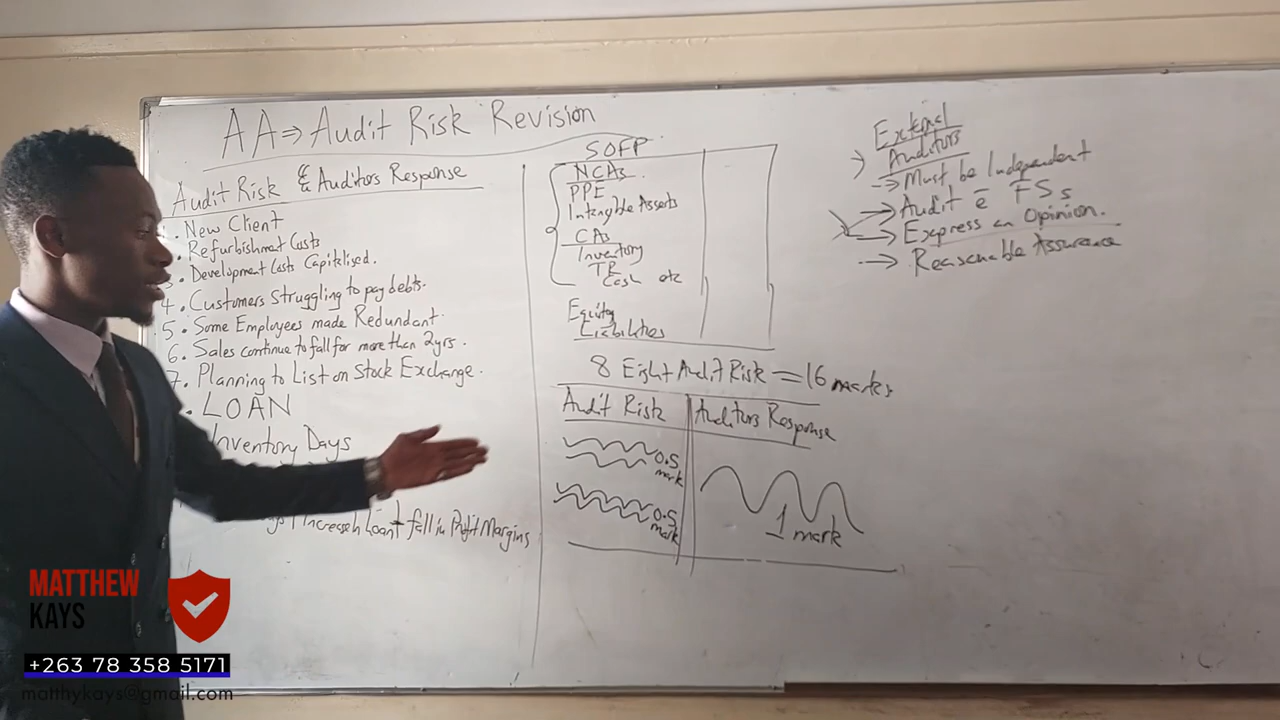 AA ⇒ Audit Risk Revision
Audit Risk & Auditors Response
. New Client
. Refurbishment Costs
3. Development Costs Capitalised.
4. Customers Struggling to pay debts.
5. Some Employees made Redundant.
6. Sales continue to fall for more than 2yrs.
7. Planning to List on Stock Exchange.
. LOAN
Inventory Days
Loan + fall in Profit Margins
SOFP
NCAs
PPE
Intangible Assets
CAs
Inventory
TR
Cash etc
Equity
Liabilities
8 Eight Audit Risk = 16 marks
Audit Risk
Auditors Response
0.5
mark
0.5
mark
1 mark
External
Auditors
→ Must be Independent
→ Audit ē FSs
→ Express an Opinion.
→ Reasonable Assurance
MATTHEW
KAYS
+263 78 358 5171
matthykays@gmail.com